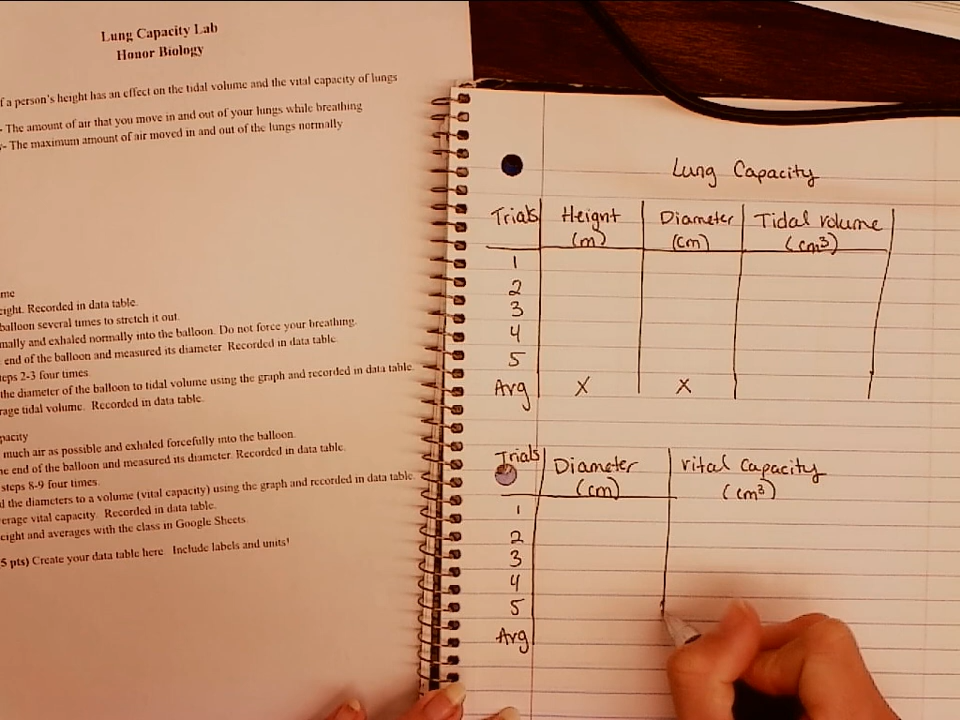 Lung Capacity Lab
Honor Biology
f a person's height has an effect on the tidal volume and the vital capacity of lungs
- The amount of air that you move in and out of your lungs while breathing
- The maximum amount of air moved in and out of the lungs normally
me
eight. Recorded in data table.
balloon several times to stretch it out.
mally and exhaled normally into the balloon. Do not force your breathing.
end of the balloon and measured its diameter. Recorded in data table.
teps 2-3 four times.
the diameter of the balloon to tidal volume using the graph and recorded in data table.
rage tidal volume. Recorded in data table.
pacity
much air as possible and exhaled forcefully into the balloon.
he end of the balloon and measured its diameter. Recorded in data table.
steps 8-9 four times.
d the diameters to a volume (vital capacity) using the graph and recorded in data table.
verage vital capacity. Recorded in data table.
eight and averages with the class in Google Sheets.
5 pts) Create your data table here. Include labels and units!
Lung Capacity
Trials Height (m) Diameter (cm) Tidal Volume (cm³)
1
2
3
4
5
Avg X X
Trials Diameter (cm) Vital Capacity (cm³)
1
2
3
4
5
Avg